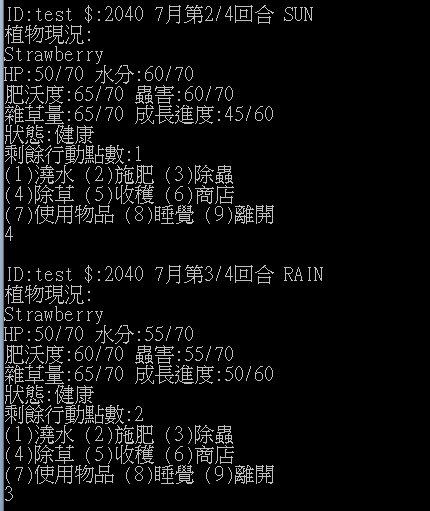 ID:test $:2040 7月第2/4回合 SUN
植物現況:
Strawberry
HP:50/70 水分:60/70
肥沃度:65/70 蟲害:60/70
雜草量:65/70 成長進度:45/60
狀態:健康
剩餘行動點數:1
(1)澆水 (2)施肥 (3)除蟲
(4)除草 (5)收穫 (6)商店
(7)使用物品 (8)睡覺 (9)離開
4
ID:test $:2040 7月第3/4回合 RAIN
植物現況:
Strawberry
HP:50/70 水分:55/70
肥沃度:60/70 蟲害:55/70
雜草量:65/70 成長進度:50/60
狀態:健康
剩餘行動點數:2
(1)澆水 (2)施肥 (3)除蟲
(4)除草 (5)收穫 (6)商店
(7)使用物品 (8)睡覺 (9)離開
3